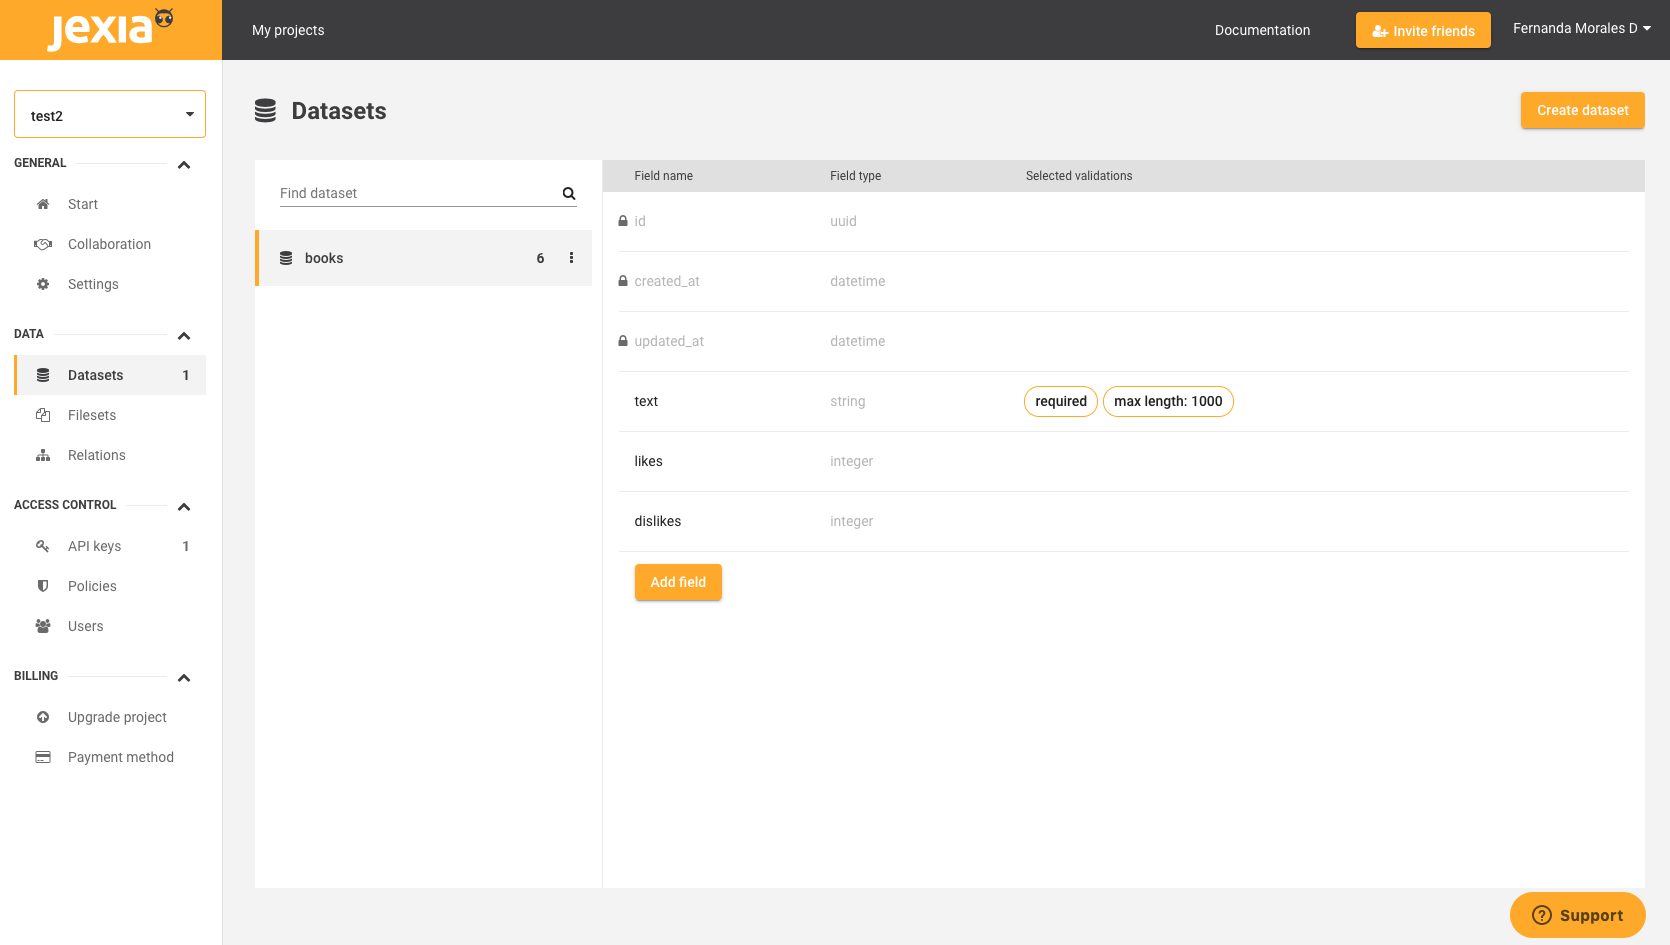 jexia
My projects
Documentation
Invite friends
Fernanda Morales D
test2
GENERAL
Start
Collaboration
Settings
DATA
Datasets 1
Filesets
Relations
ACCESS CONTROL
API keys 1
Policies
Users
BILLING
Upgrade project
Payment method
Datasets
Create dataset
Find dataset
books 6
Field name Field type Selected validations
id uuid
created_at datetime
updated_at datetime
text string required max length: 1000
likes integer
dislikes integer
Add field
Support